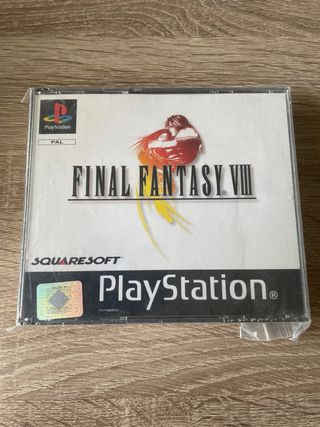 PlayStation
PAL
FINAL FANTASY VIII
SQUARESOFT
PlayStation®